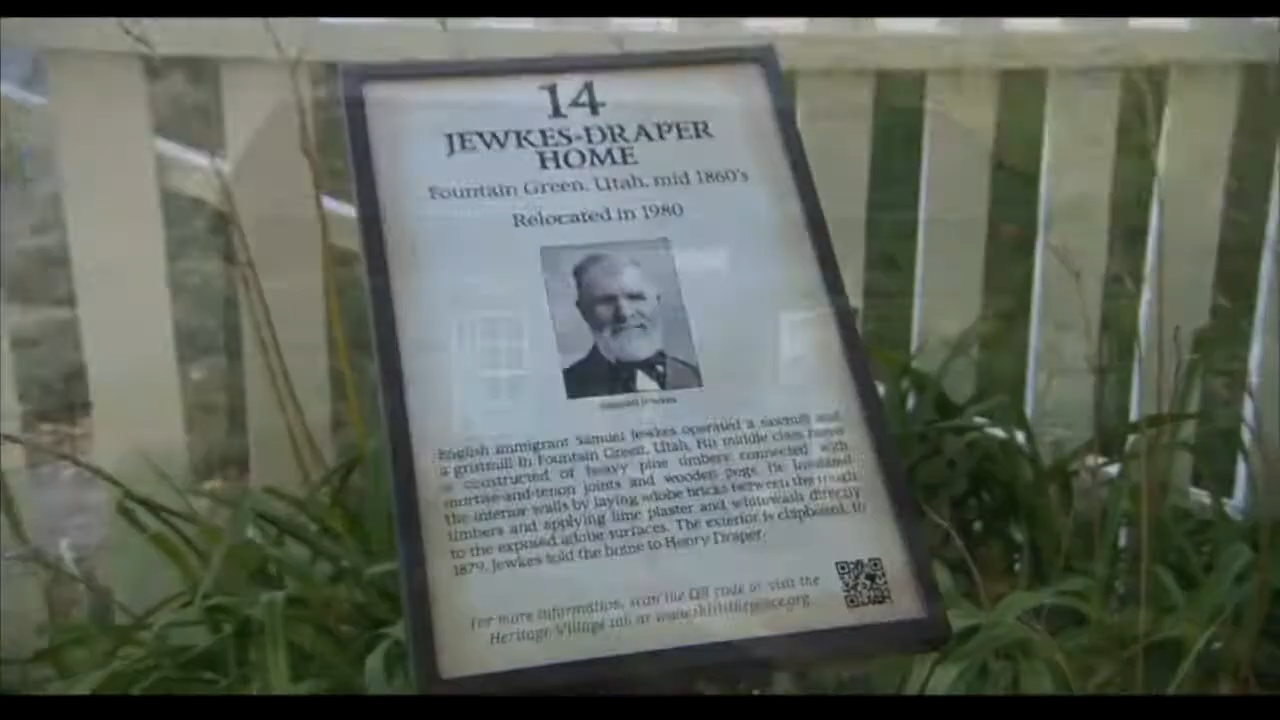 14
JEWKES-DRAPER
HOME
Fountain Green, Utah, mid 1860's
Relocated in 1980
Samuel Jewkes
English immigrant Samuel Jewkes operated a sawmill and
a gristmill in Fountain Green, Utah. His middle class home
is constructed of heavy pine timbers connected with
mortise-and-tenon joints and wooden pegs. He insulated
the interior walls by laying adobe bricks between the rough
timbers and applying lime plaster and whitewash directly
to the exposed adobe surfaces. The exterior is clapboard. In
1879, Jewkes sold the home to Henry Draper.
For more information, scan the QR code or visit the
Heritage Village tab at